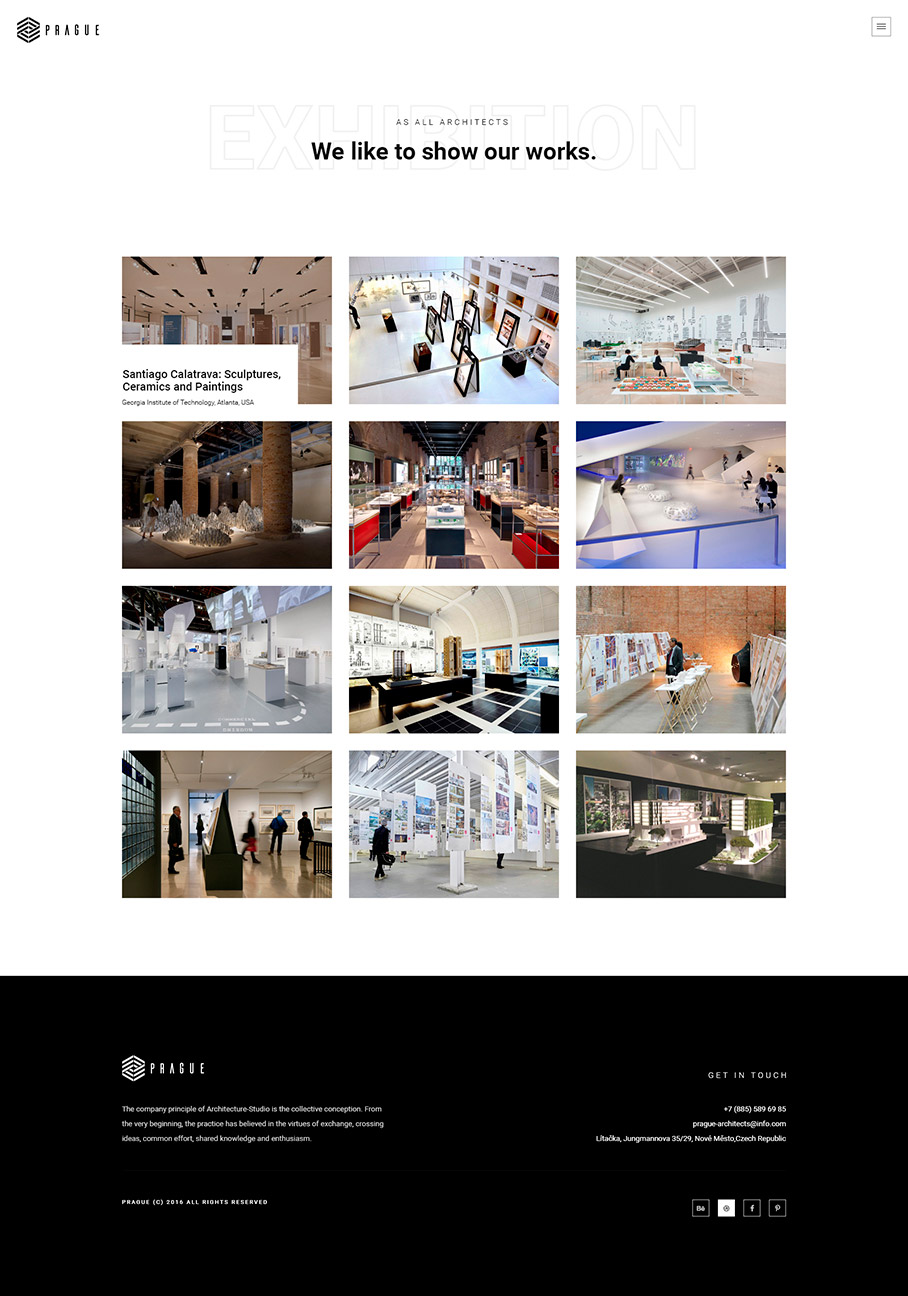 PRAGUE
EXHIBITION
AS ALL ARCHITECTS
We like to show our works.
Santiago Calatrava: Sculptures,
Ceramics and Paintings
Georgia Institute of Technology, Atlanta, USA
PRAGUE
GET IN TOUCH
The company principle of Architecture-Studio is the collective conception. From
the very beginning, the practice has believed in the virtues of exchange, crossing
ideas, common effort, shared knowledge and enthusiasm.
+7 (885) 589 69 85
prague-architects@info.com
Lítačka, Jungmannova 35/29, Nové Město,Czech Republic
PRAGUE (C) 2016 ALL RIGHTS RESERVED
Bē